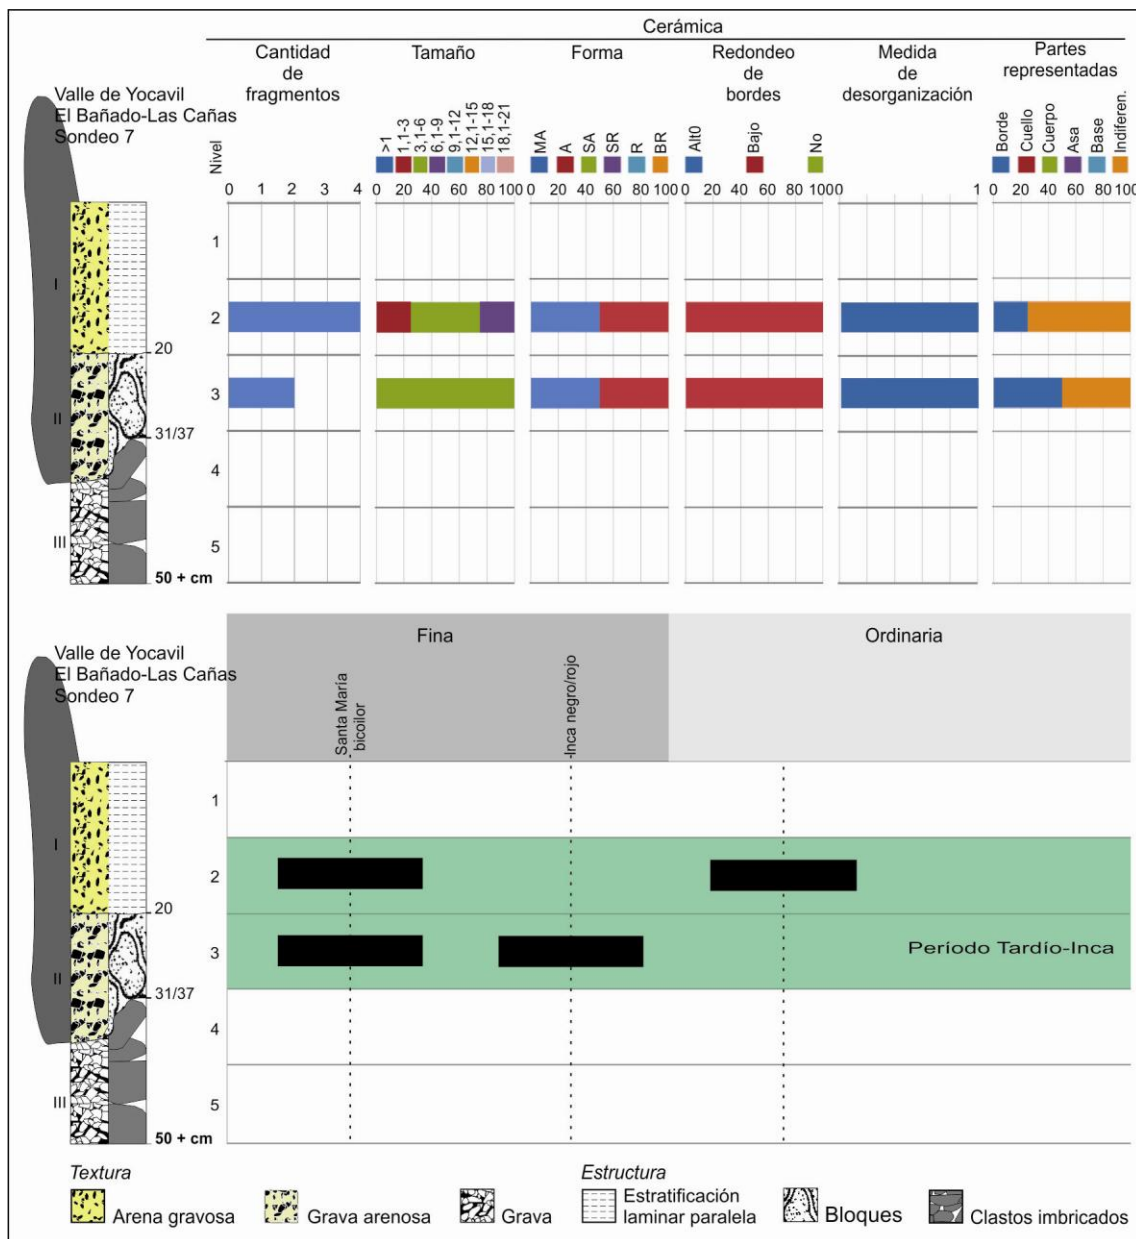 Cerámica
Cantidad
de
fragmentos
Tamaño
Forma
Redondeo
de
bordes
Medida
de
desorganización
Partes
representadas
Valle de Yocavil
El Bañado-Las Cañas
Sondeo 7
Nivel
>1
1,1-3
3,1-6
6,1-9
9,1-12
12,1-15
15,1-18
18,1-21
MA
A
SA
SR
R
BR
Alt0
Bajo
No
Borde
Cuello
Cuerpo
Asa
Base
Indiferen.
0 1 2 3 4
0 20 40 60 80 100
0 20 40 60 80 100
0 20 40 60 80 100
0 1
0 20 40 60 80 100
I
II
III
20
31/37
50 + cm
1
2
3
4
5
Valle de Yocavil
El Bañado-Las Cañas
Sondeo 7
Fina
Ordinaria
Santa María
bicoilor
-Inca negro/rojo
I
II
III
20
31/37
50 + cm
1
2
3
4
5
Período Tardío-Inca
Textura
Arena gravosa
Grava arenosa
Grava
Estructura
Estratificación
laminar paralela
Bloques
Clastos imbricados